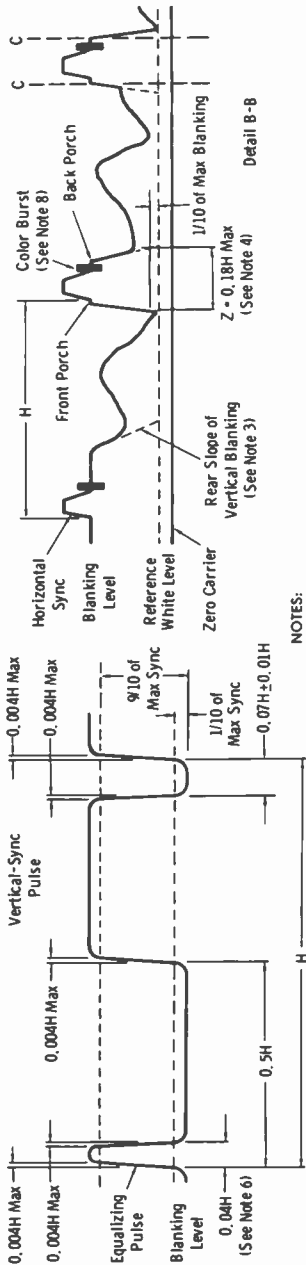 0.004H Max
0.004H Max
Equalizing
Pulse
Blanking
Level
0.04H
(See Note 6)
0.004H Max
Vertical-Sync
Pulse
0.5H
H
0.004H Max
0.004H Max
9/10 of
Max Sync
1/10 of
Max Sync
0.07H±0.01H
NOTES:
Horizontal
Sync
Blanking
Level
Reference
White Level
Zero Carrier
H
Front Porch
Rear Slope of
Vertical Blanking
(See Note 3)
Color Burst
(See Note 8)
Back Porch
1/10 of Max Blanking
Z = 0.18H Max
(See Note 4)
C
C
Detail B-B